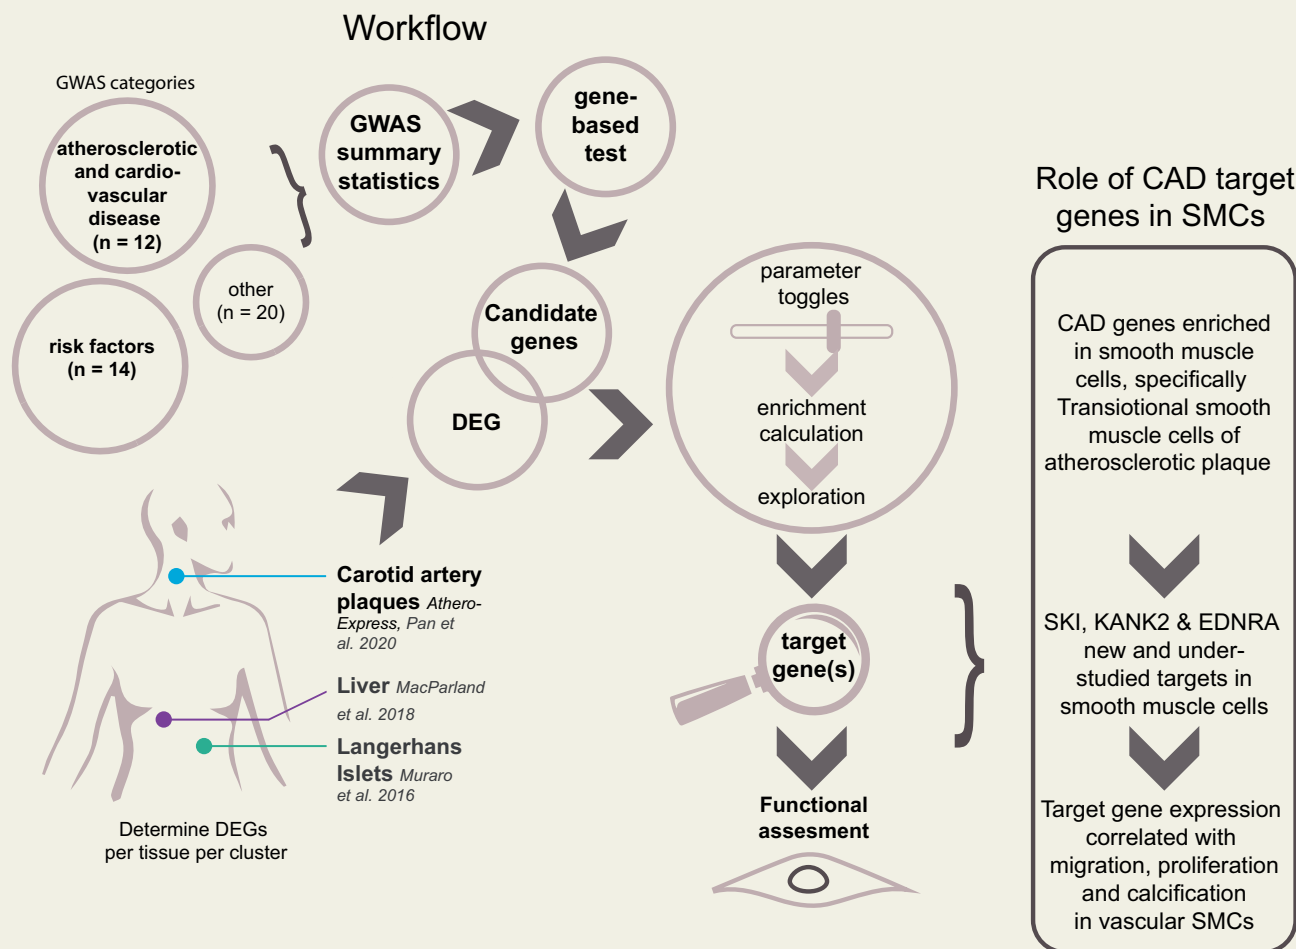 Workflow
GWAS categories
atherosclerotic
and cardio-
vascular
disease
(n = 12)
other
(n = 20)
risk factors
(n = 14)
GWAS
summary
statistics
gene-
based
test
Candidate
genes
DEG
parameter
toggles
enrichment
calculation
exploration
Carotid artery
plaques Athero-
Express, Pan et
al. 2020
Liver MacParland
et al. 2018
Langerhans
Islets Muraro
et al. 2016
Determine DEGs
per tissue per cluster
target
gene(s)
Functional
assesment
Role of CAD target
genes in SMCs
CAD genes enriched
in smooth muscle
cells, specifically
Transiotional smooth
muscle cells of
atherosclerotic plaque
SKI, KANK2 & EDNRA
new and under-
studied targets in
smooth muscle cells
Target gene expression
correlated with
migration, proliferation
and calcification
in vascular SMCs